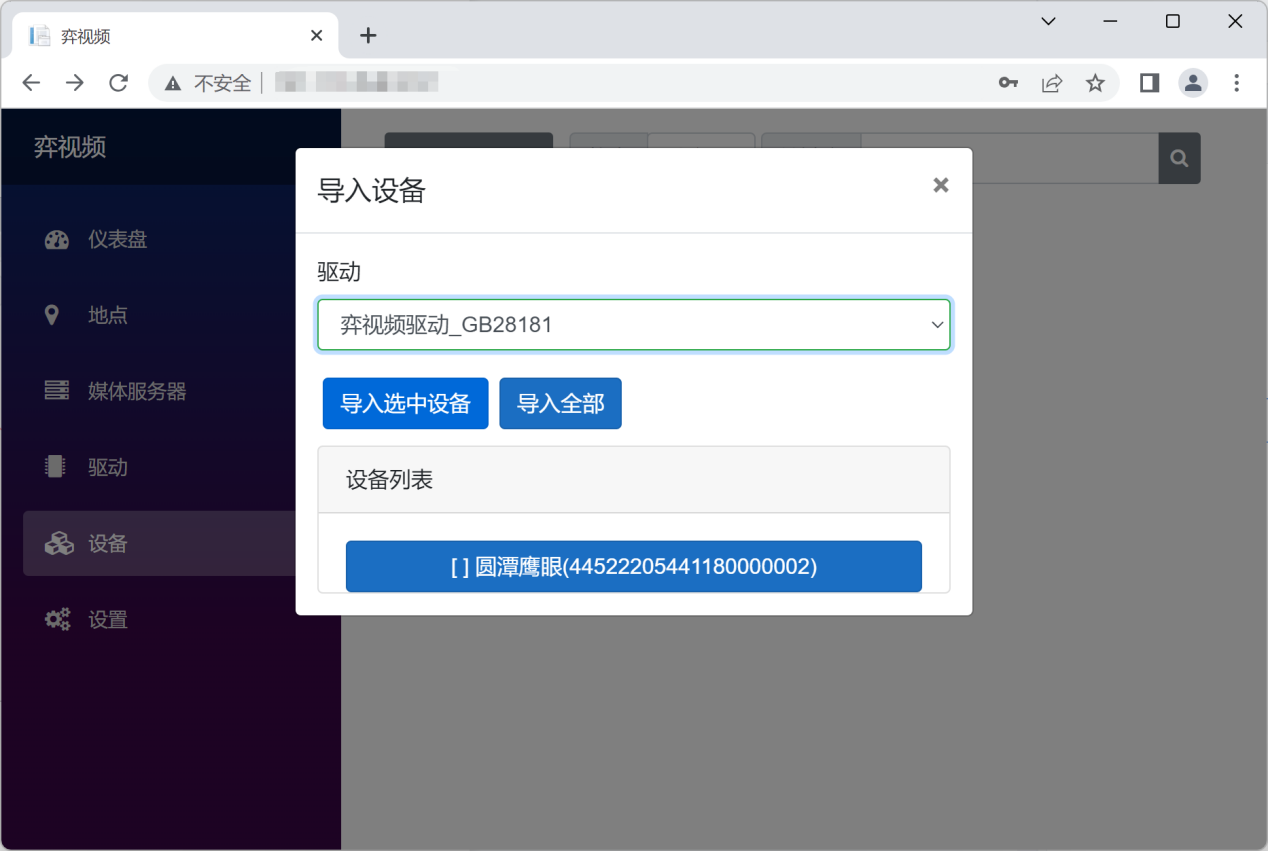 弈视频
不安全
弈视频
仪表盘
地点
媒体服务器
驱动
设备
设置
导入设备
驱动
弈视频驱动_GB28181
导入选中设备 导入全部
设备列表
[ ] 圆潭鹰眼(44522205441180000002)